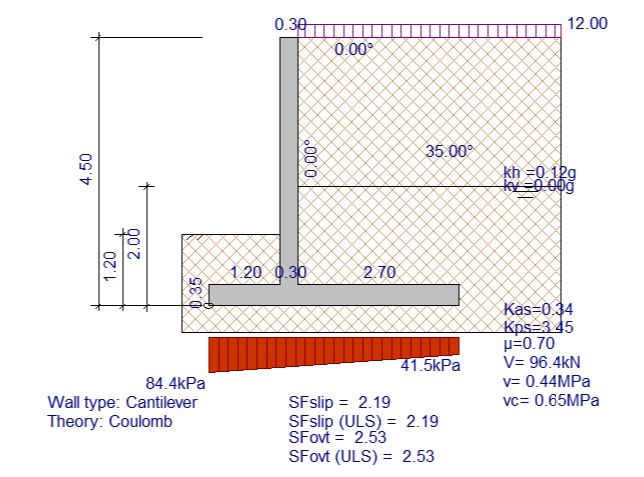 0.30
12.00
0.00°
4.50
0.00°
35.00°
kh =0.12g
kv =0.00g
1.20
2.00
1.20 0.30 2.70
0.35
Kas=0.34
Kps=3.45
µ=0.70
V= 96.4kN
v= 0.44MPa
vc= 0.65MPa
84.4kPa
41.5kPa
Wall type: Cantilever
Theory: Coulomb
SFslip = 2.19
SFslip (ULS) = 2.19
SFovt = 2.53
SFovt (ULS) = 2.53